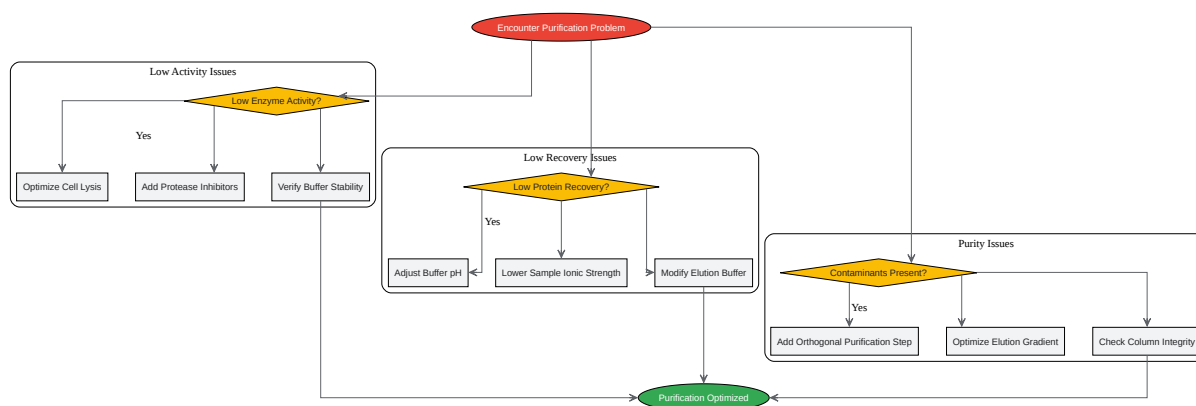 Encounter Purification Problem
Low Activity Issues
Low Enzyme Activity?
Yes
Optimize Cell Lysis
Add Protease Inhibitors
Verify Buffer Stability
Low Recovery Issues
Low Protein Recovery?
Yes
Adjust Buffer pH
Lower Sample Ionic Strength
Modify Elution Buffer
Purity Issues
Contaminants Present?
Yes
Add Orthogonal Purification Step
Optimize Elution Gradient
Check Column Integrity
Purification Optimized